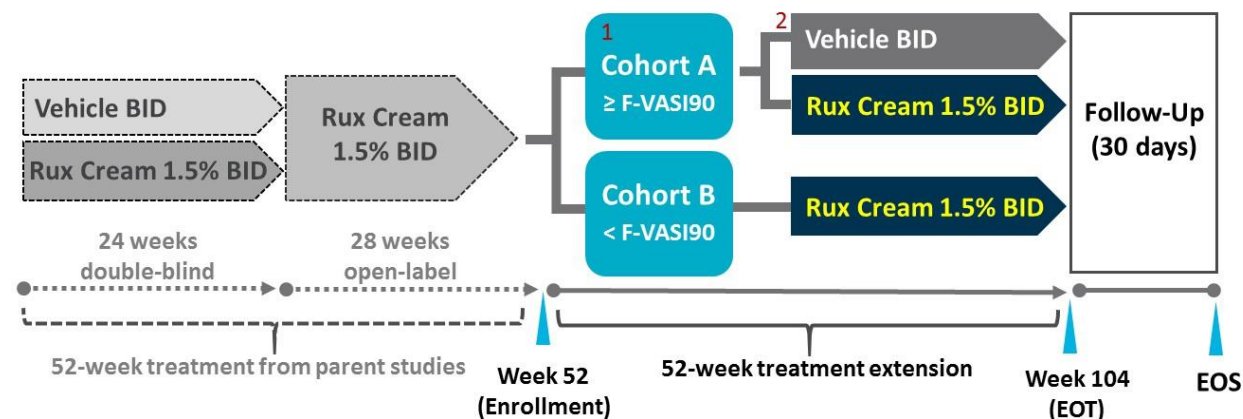 Vehicle BID
Rux Cream 1.5% BID
Rux Cream
1.5% BID
1
Cohort A
≥ F-VASI90
Cohort B
< F-VASI90
2
Vehicle BID
Rux Cream 1.5% BID
Rux Cream 1.5% BID
Follow-Up
(30 days)
24 weeks
double-blind
28 weeks
open-label
52-week treatment from parent studies
Week 52
(Enrollment)
52-week treatment extension
Week 104
(EOT)
EOS